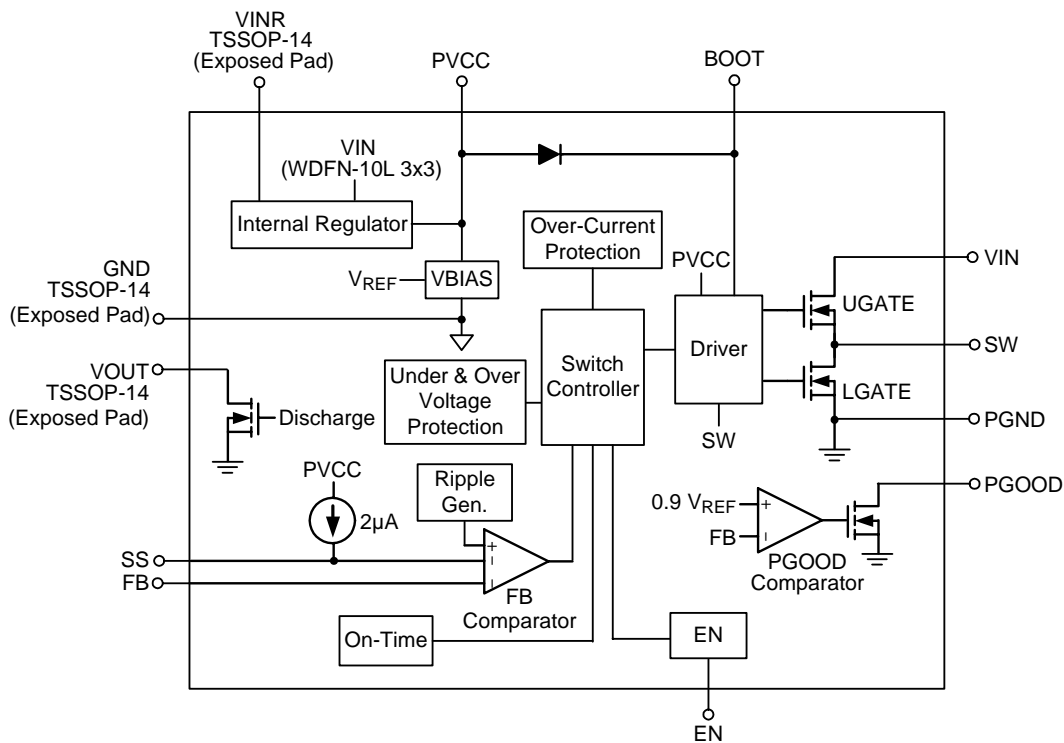 VINR
TSSOP-14
(Exposed Pad)
PVCC
BOOT
VIN
(WDFN-10L 3x3)
Internal Regulator
Over-Current
Protection
PVCC
VIN
GND
TSSOP-14
(Exposed Pad)
VREF
VBIAS
UGATE
Driver
SW
Switch
Controller
VOUT
TSSOP-14
(Exposed Pad)
Under & Over
Voltage
Protection
LGATE
Discharge
SW
PGND
PVCC
Ripple
Gen.
PGOOD
2µA
0.9 VREF
+
FB
-
PGOOD
Comparator
SS
FB
+
-
-
FB
Comparator
On-Time
EN
EN